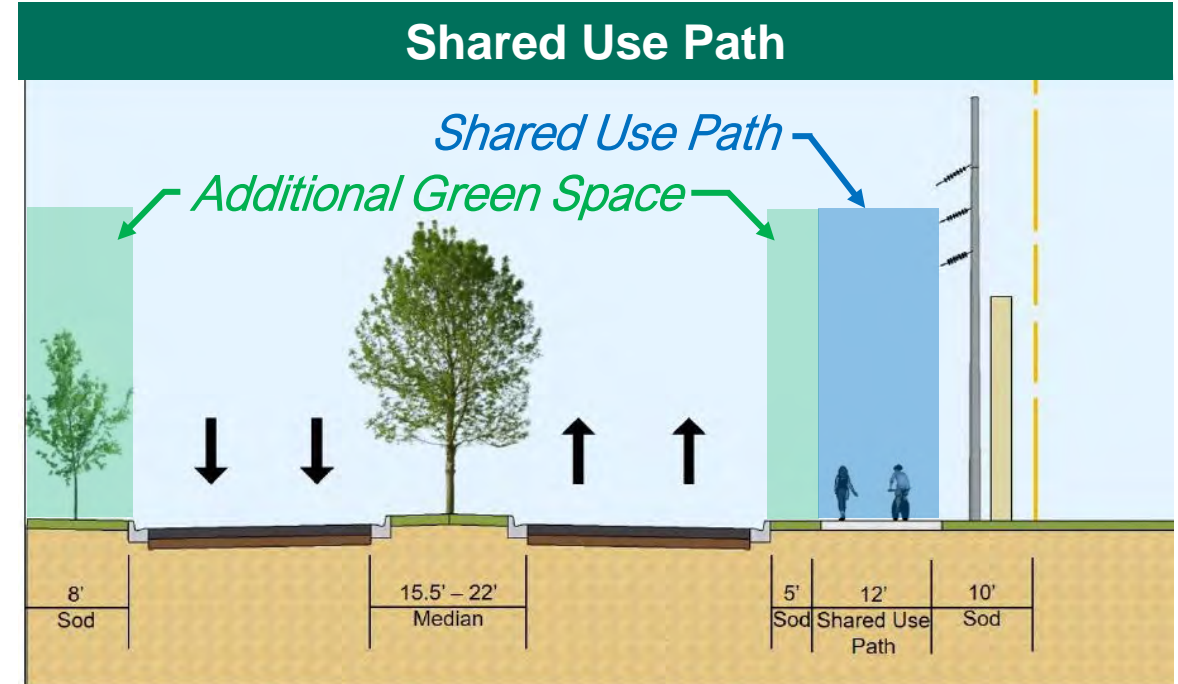 Shared Use Path
Shared Use Path
Additional Green Space
8'
Sod
15.5' – 22'
Median
5'
Sod
12'
Shared Use
Path
10'
Sod